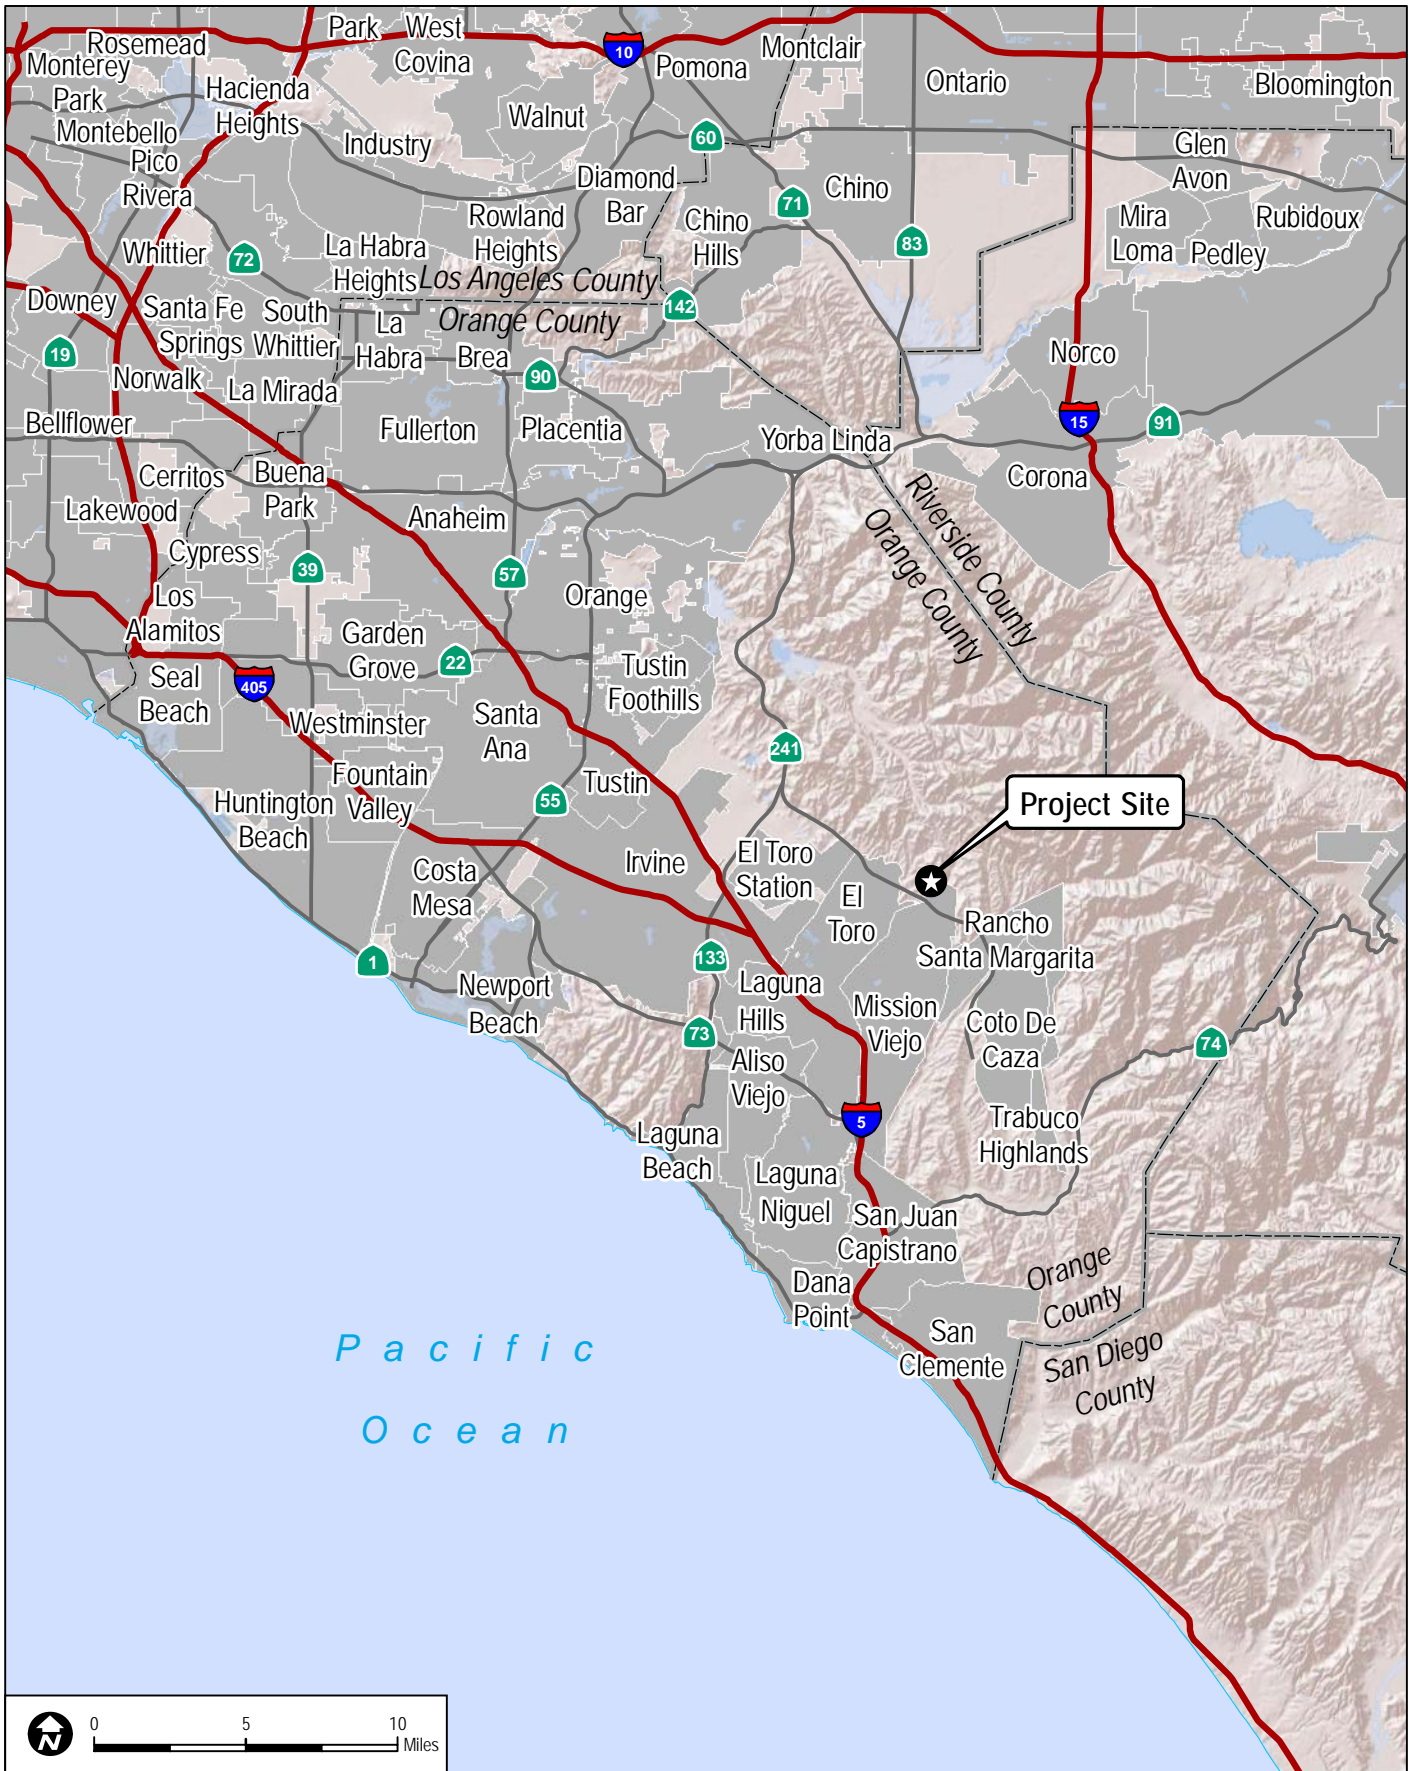 Park West
Covina
Rosemead
Monterey
Park
Montebello
Hacienda
Heights
10
Pomona
Montclair
Ontario
Bloomington
Walnut
Industry
60
Pico
Rivera
Diamond
Bar
Glen
Avon
Chino
71
Rowland
Heights
Chino
Hills
Mira
Loma
Rubidoux
Pedley
83
Whittier
72
La Habra
Heights
Los Angeles County
Orange County
142
Downey
Santa Fe
Springs
South
Whittier
La
Habra
Brea
19
90
Norco
Norwalk
La Mirada
Bellflower
Fullerton
Placentia
Yorba Linda
15
91
Cerritos
Buena
Park
Corona
Lakewood
Anaheim
Riverside County
Orange County
Cypress
39
57
Los
Alamitos
Orange
Garden
Grove
22
Tustin
Foothills
Seal
Beach
405
Westminster
Santa
Ana
241
Fountain
Valley
Tustin
55
Huntington
Beach
Project Site
El Toro
Station
Irvine
Costa
Mesa
El
Toro
Rancho
Santa Margarita
1
133
Newport
Beach
Laguna
Hills
Mission
Viejo
Coto De
Caza
73
74
Aliso
Viejo
5
Trabuco
Highlands
Laguna
Beach
Laguna
Niguel
San Juan
Capistrano
Dana
Point
Orange
County
San
Clemente
San Diego
County
Pacific
Ocean
N
0 5 10
Miles